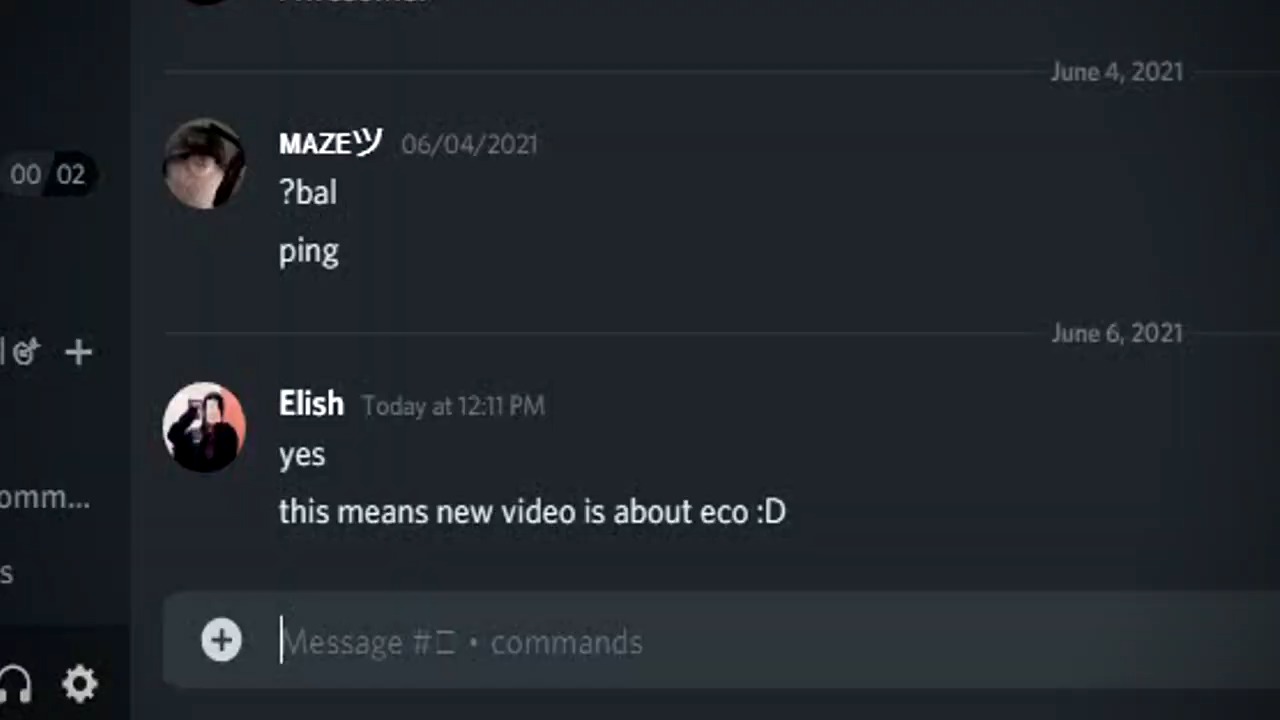 June 4, 2021
MAZEツ 06/04/2021
00 02
?bal
ping
June 6, 2021
Elish Today at 12:11 PM
yes
omm...
this means new video is about eco :D
s
Message #□ • commands